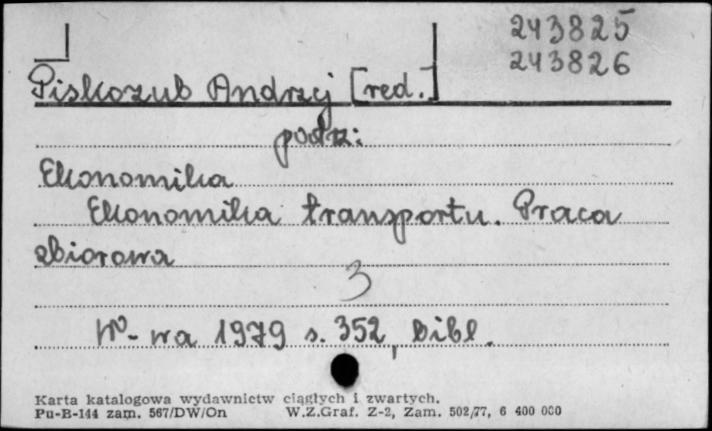 243825
243826
Piskozub Andrzej [red.]
podz:
Ekonomika
Ekonomika transportu. Praca
zbiorowa
3
W-wa 1979 s. 352, bibl.
Karta katalogowa wydawnictw ciągłych i zwartych.
Pu-B-144 zam. 567/DW/On W.Z.Graf. Z-2, Zam. 502/77, 6 400 000